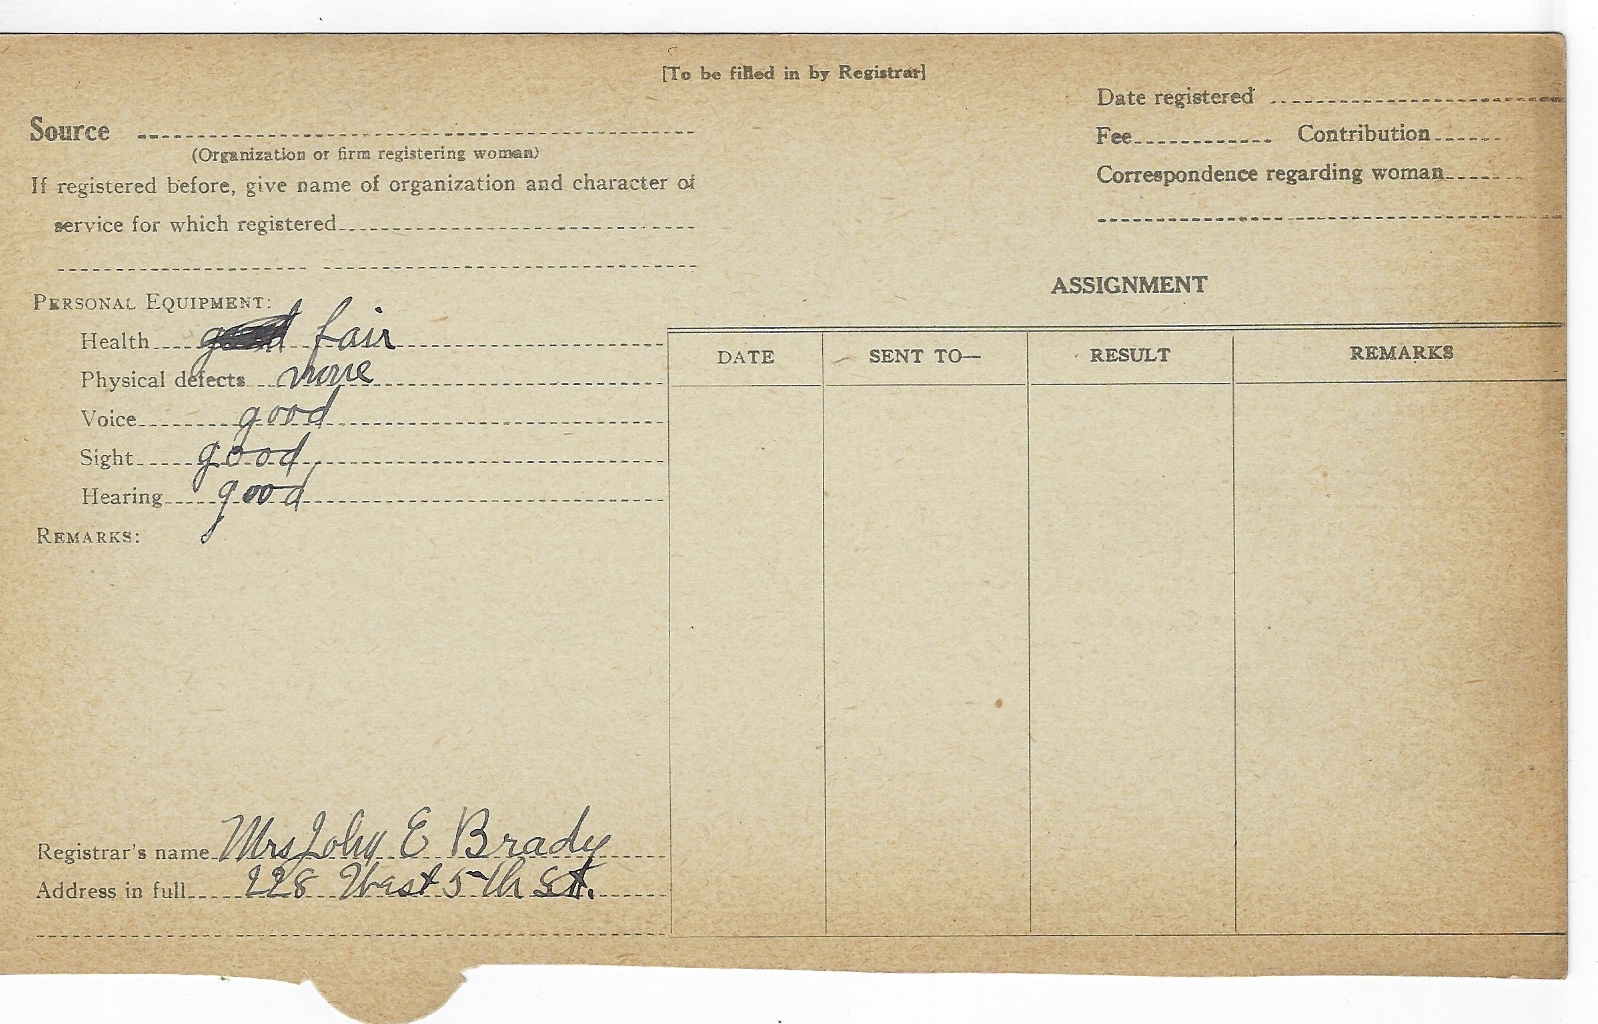 [To be filled in by Registrar]
Date registered
Source
(Organization or firm registering woman)
Fee Contribution
If registered before, give name of organization and character of
service for which registered
Correspondence regarding woman
ASSIGNMENT
PERSONAL EQUIPMENT:
Health good fair
Physical defects none
Voice good
Sight good
Hearing good
REMARKS:
DATE SENT TO— RESULT REMARKS
Registrar's name Mrs John E Brady
Address in full 228 West 5th St.